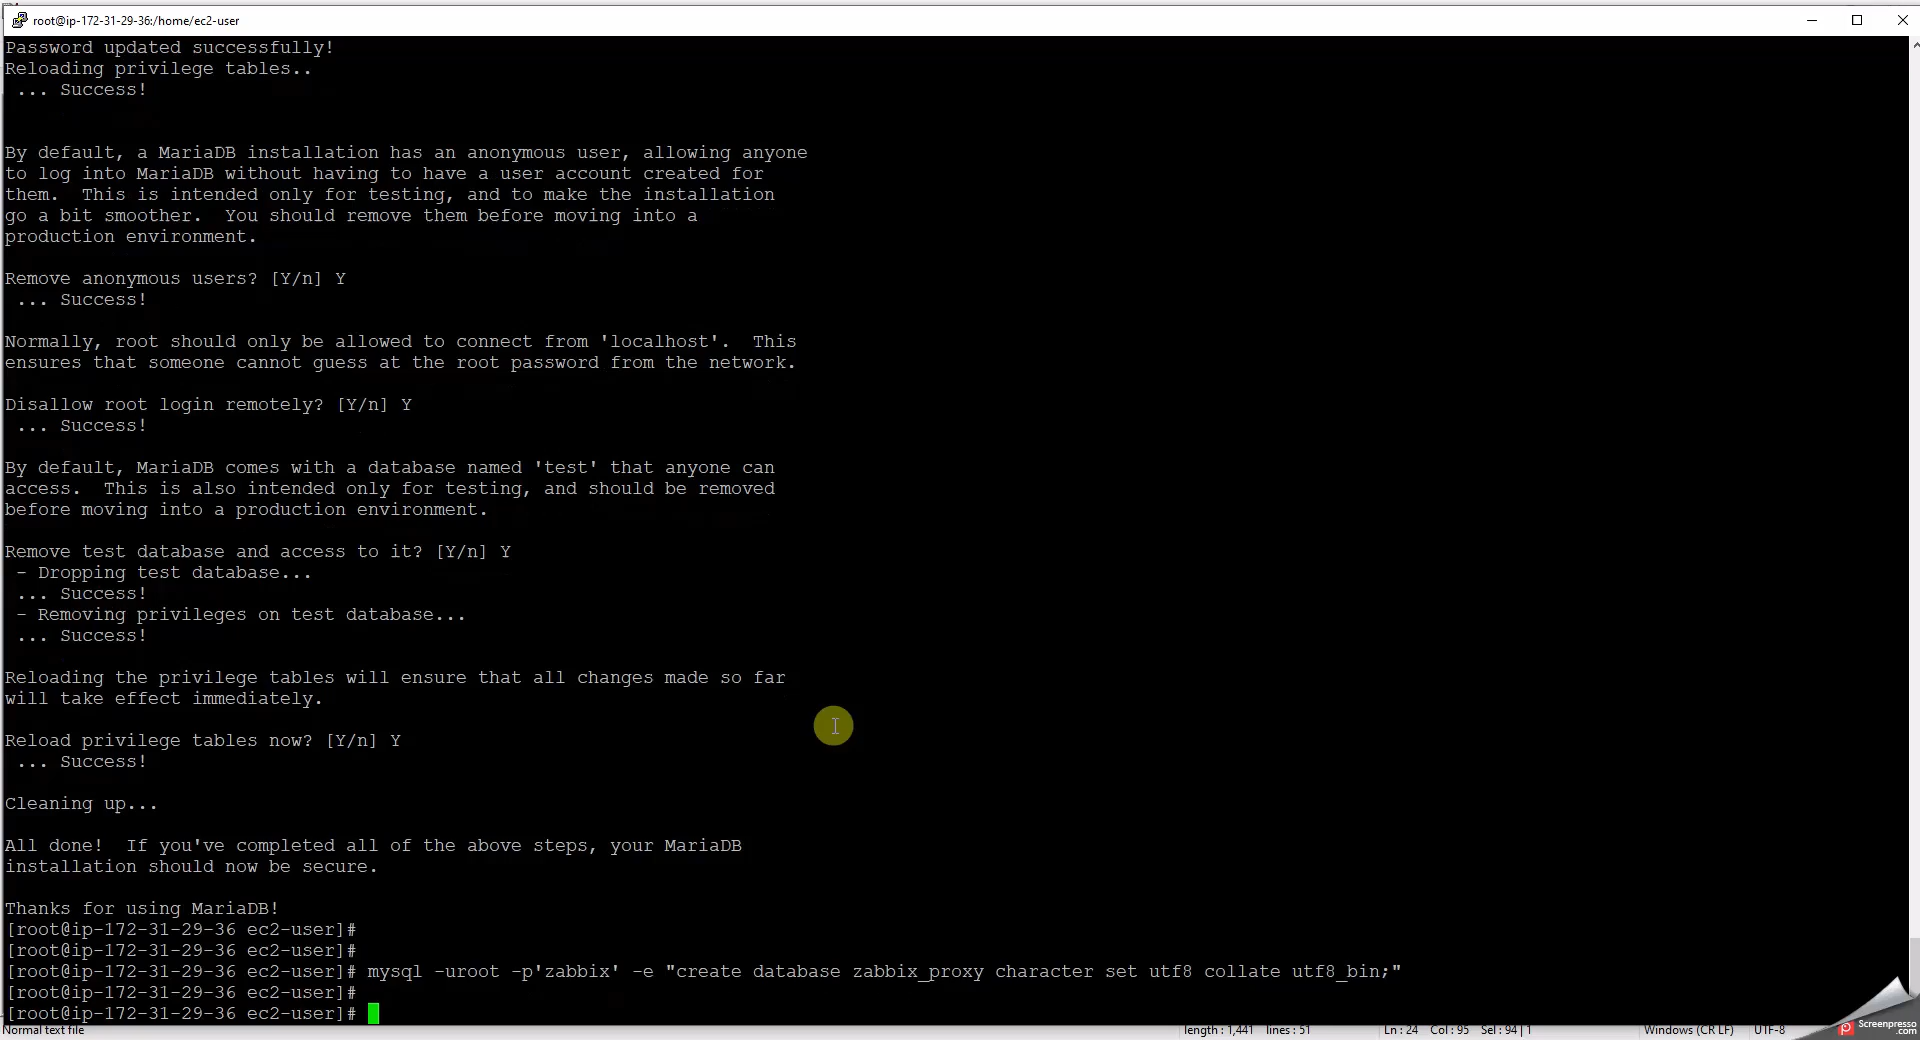 root@ip-172-31-29-36:/home/ec2-user
Password updated successfully!
Reloading privilege tables..
 ... Success!
By default, a MariaDB installation has an anonymous user, allowing anyone
to log into MariaDB without having to have a user account created for
them.  This is intended only for testing, and to make the installation
go a bit smoother.  You should remove them before moving into a
production environment.
Remove anonymous users? [Y/n] Y
 ... Success!
Normally, root should only be allowed to connect from 'localhost'.  This
ensures that someone cannot guess at the root password from the network.
Disallow root login remotely? [Y/n] Y
 ... Success!
By default, MariaDB comes with a database named 'test' that anyone can
access.  This is also intended only for testing, and should be removed
before moving into a production environment.
Remove test database and access to it? [Y/n] Y
 - Dropping test database...
 ... Success!
 - Removing privileges on test database...
 ... Success!
Reloading the privilege tables will ensure that all changes made so far
will take effect immediately.
Reload privilege tables now? [Y/n] Y
 ... Success!
Cleaning up...
All done!  If you've completed all of the above steps, your MariaDB
installation should now be secure.
Thanks for using MariaDB!
[root@ip-172-31-29-36 ec2-user]#
[root@ip-172-31-29-36 ec2-user]#
[root@ip-172-31-29-36 ec2-user]# mysql -uroot -p'zabbix' -e "create database zabbix_proxy character set utf8 collate utf8_bin;"
[root@ip-172-31-29-36 ec2-user]#
[root@ip-172-31-29-36 ec2-user]#
Normal text file length : 1,441 lines : 51 Ln : 24 Col : 95 Sel : 94 | 1 Windows (CR LF) UTF-8
Screenpresso
.com